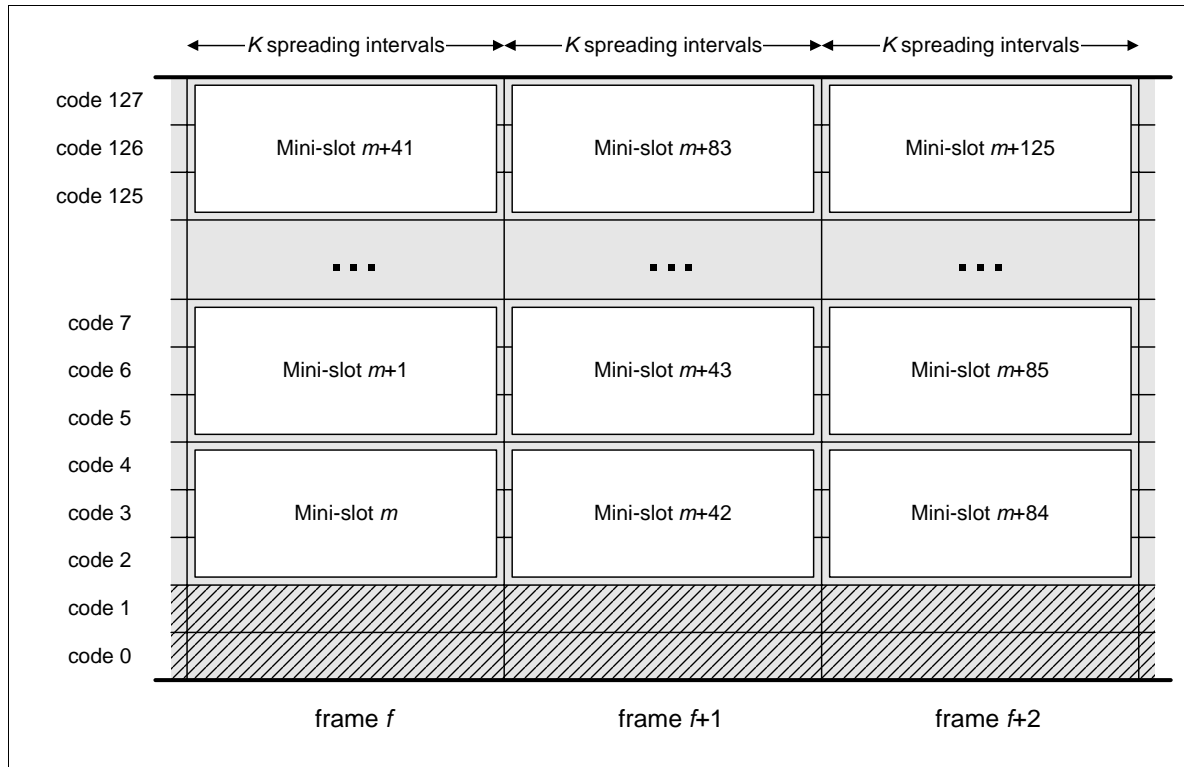 K spreading intervals K spreading intervals K spreading intervals
code 127
code 126 Mini-slot m+41 Mini-slot m+83 Mini-slot m+125
code 125
... ... ...
code 7
code 6 Mini-slot m+1 Mini-slot m+43 Mini-slot m+85
code 5
code 4
code 3 Mini-slot m Mini-slot m+42 Mini-slot m+84
code 2
code 1
code 0
frame f frame f+1 frame f+2